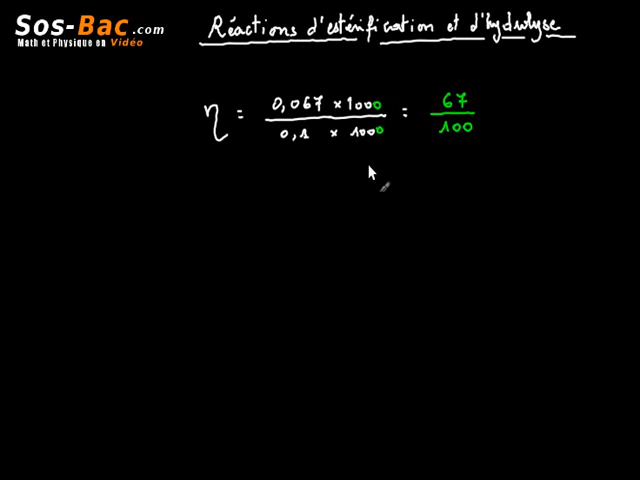 Sos-Bac.com
Math et Physique en Vidéo
Réactions d'estérification et d'hydrolyse
η = 0,067 × 1000 / 0,1 × 1000 = 67 / 100